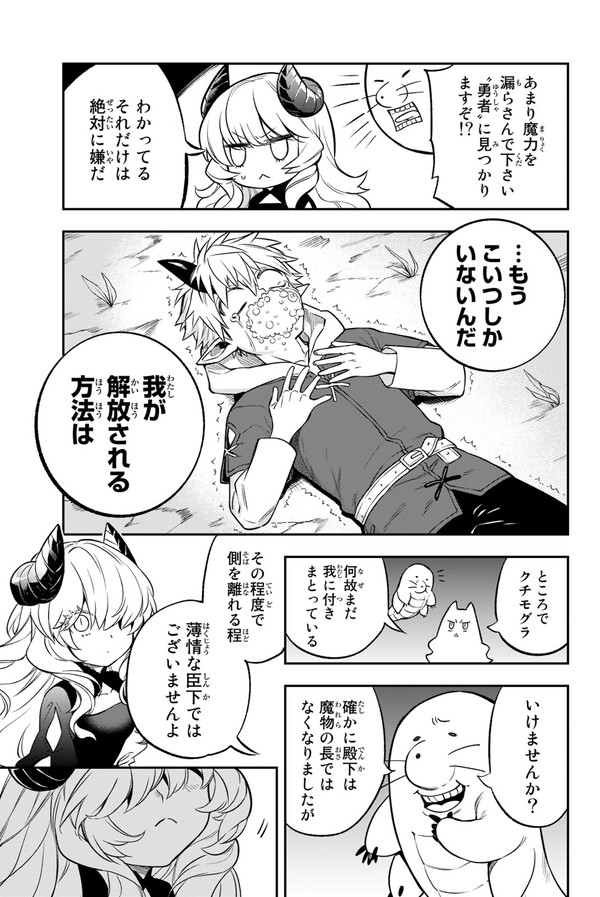 あまり魔力を
漏らさんで下さい
〝勇者〟に見つかり
ますぞ!?
わかってる
それだけは
絶対に嫌だ
…もう
こいつしか
いないんだ
我が
解放される
方法は
ところで
クチモグラ
何故まだ
我に付き
まとっている
いけませんか?
確かに殿下は
魔物の長では
なくなりましたが
その程度で
側を離れる程
薄情な臣下では
ございませんよ